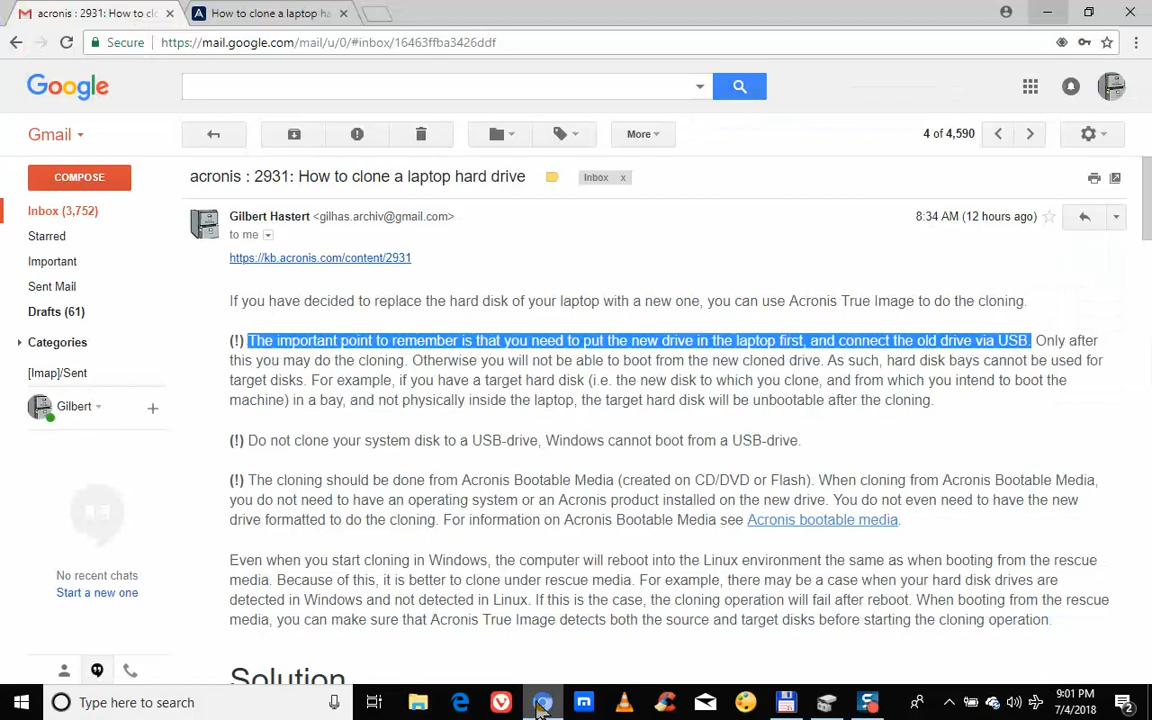 acronis : 2931: How to clo
How to clone a laptop ha
Secure
https://mail.google.com/mail/u/0/#inbox/16463ffba3426ddf
Google
Gmail
More
4 of 4,590
COMPOSE
acronis : 2931: How to clone a laptop hard drive
Inbox x
Inbox (3,752)
Starred
Important
Sent Mail
Drafts (61)
Categories
[Imap]/Sent
Gilbert
Gilbert Hastert <gilhas.archiv@gmail.com>
8:34 AM (12 hours ago)
to me
https://kb.acronis.com/content/2931
If you have decided to replace the hard disk of your laptop with a new one, you can use Acronis True Image to do the cloning.
(!) The important point to remember is that you need to put the new drive in the laptop first, and connect the old drive via USB. Only after
this you may do the cloning. Otherwise you will not be able to boot from the new cloned drive. As such, hard disk bays cannot be used for
target disks. For example, if you have a target hard disk (i.e. the new disk to which you clone, and from which you intend to boot the
machine) in a bay, and not physically inside the laptop, the target hard disk will be unbootable after the cloning.
(!) Do not clone your system disk to a USB-drive, Windows cannot boot from a USB-drive.
(!) The cloning should be done from Acronis Bootable Media (created on CD/DVD or Flash). When cloning from Acronis Bootable Media,
you do not need to have an operating system or an Acronis product installed on the new drive. You do not even need to have the new
drive formatted to do the cloning. For information on Acronis Bootable Media see Acronis bootable media.
Even when you start cloning in Windows, the computer will reboot into the Linux environment the same as when booting from the rescue
media. Because of this, it is better to clone under rescue media. For example, there may be a case when your hard disk drives are
detected in Windows and not detected in Linux. If this is the case, the cloning operation will fail after reboot. When booting from the rescue
media, you can make sure that Acronis True Image detects both the source and target disks before starting the cloning operation.
Solution
No recent chats
Start a new one
Type here to search
9:01 PM
7/4/2018
2